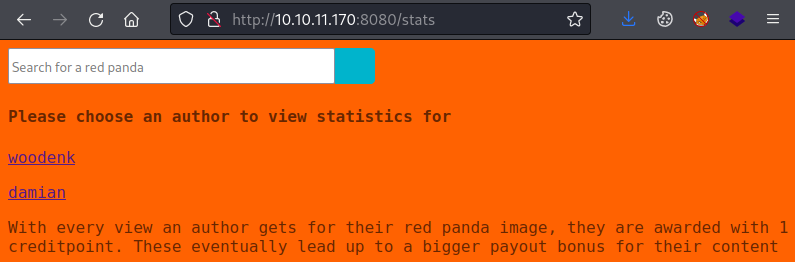 http://10.10.11.170:8080/stats
Search for a red panda
Please choose an author to view statistics for
woodenk
damian
With every view an author gets for their red panda image, they are awarded with 1
creditpoint. These eventually lead up to a bigger payout bonus for their content